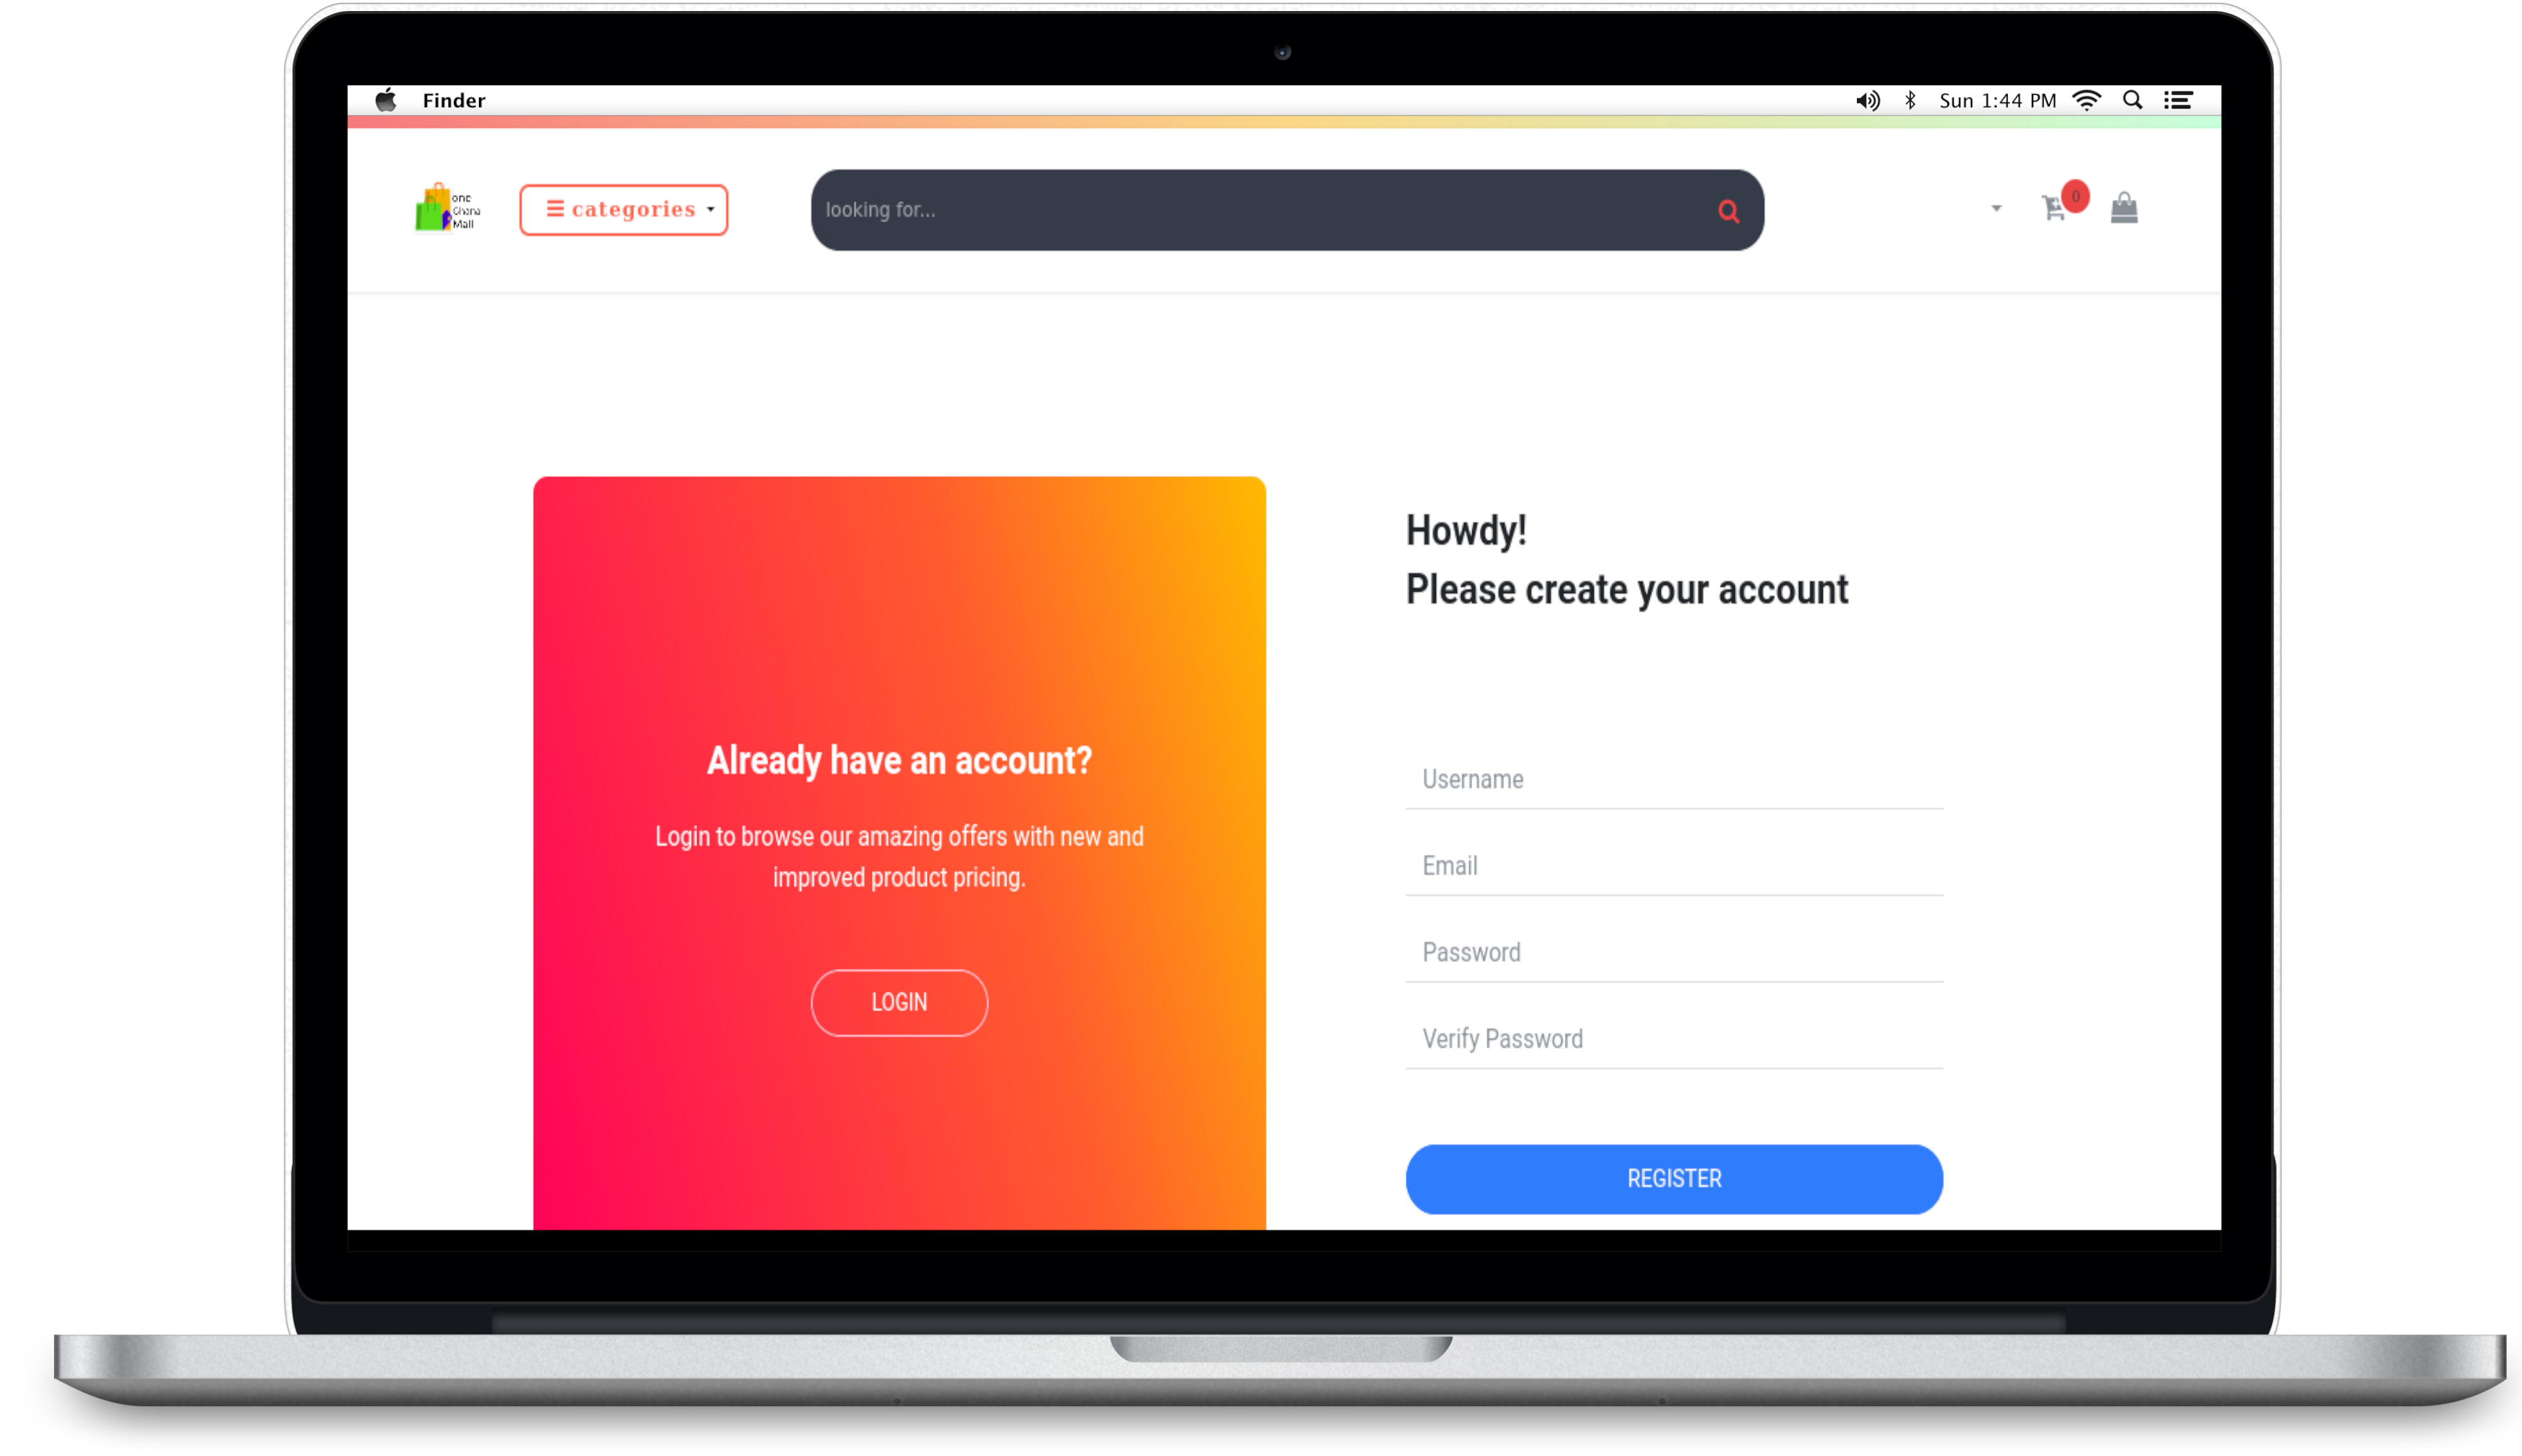 Finder
Sun 1:44 PM
one
Ghana
Mall
categories
looking for...
0
Already have an account?
Login to browse our amazing offers with new and
improved product pricing.
LOGIN
Howdy!
Please create your account
Username
Email
Password
Verify Password
REGISTER